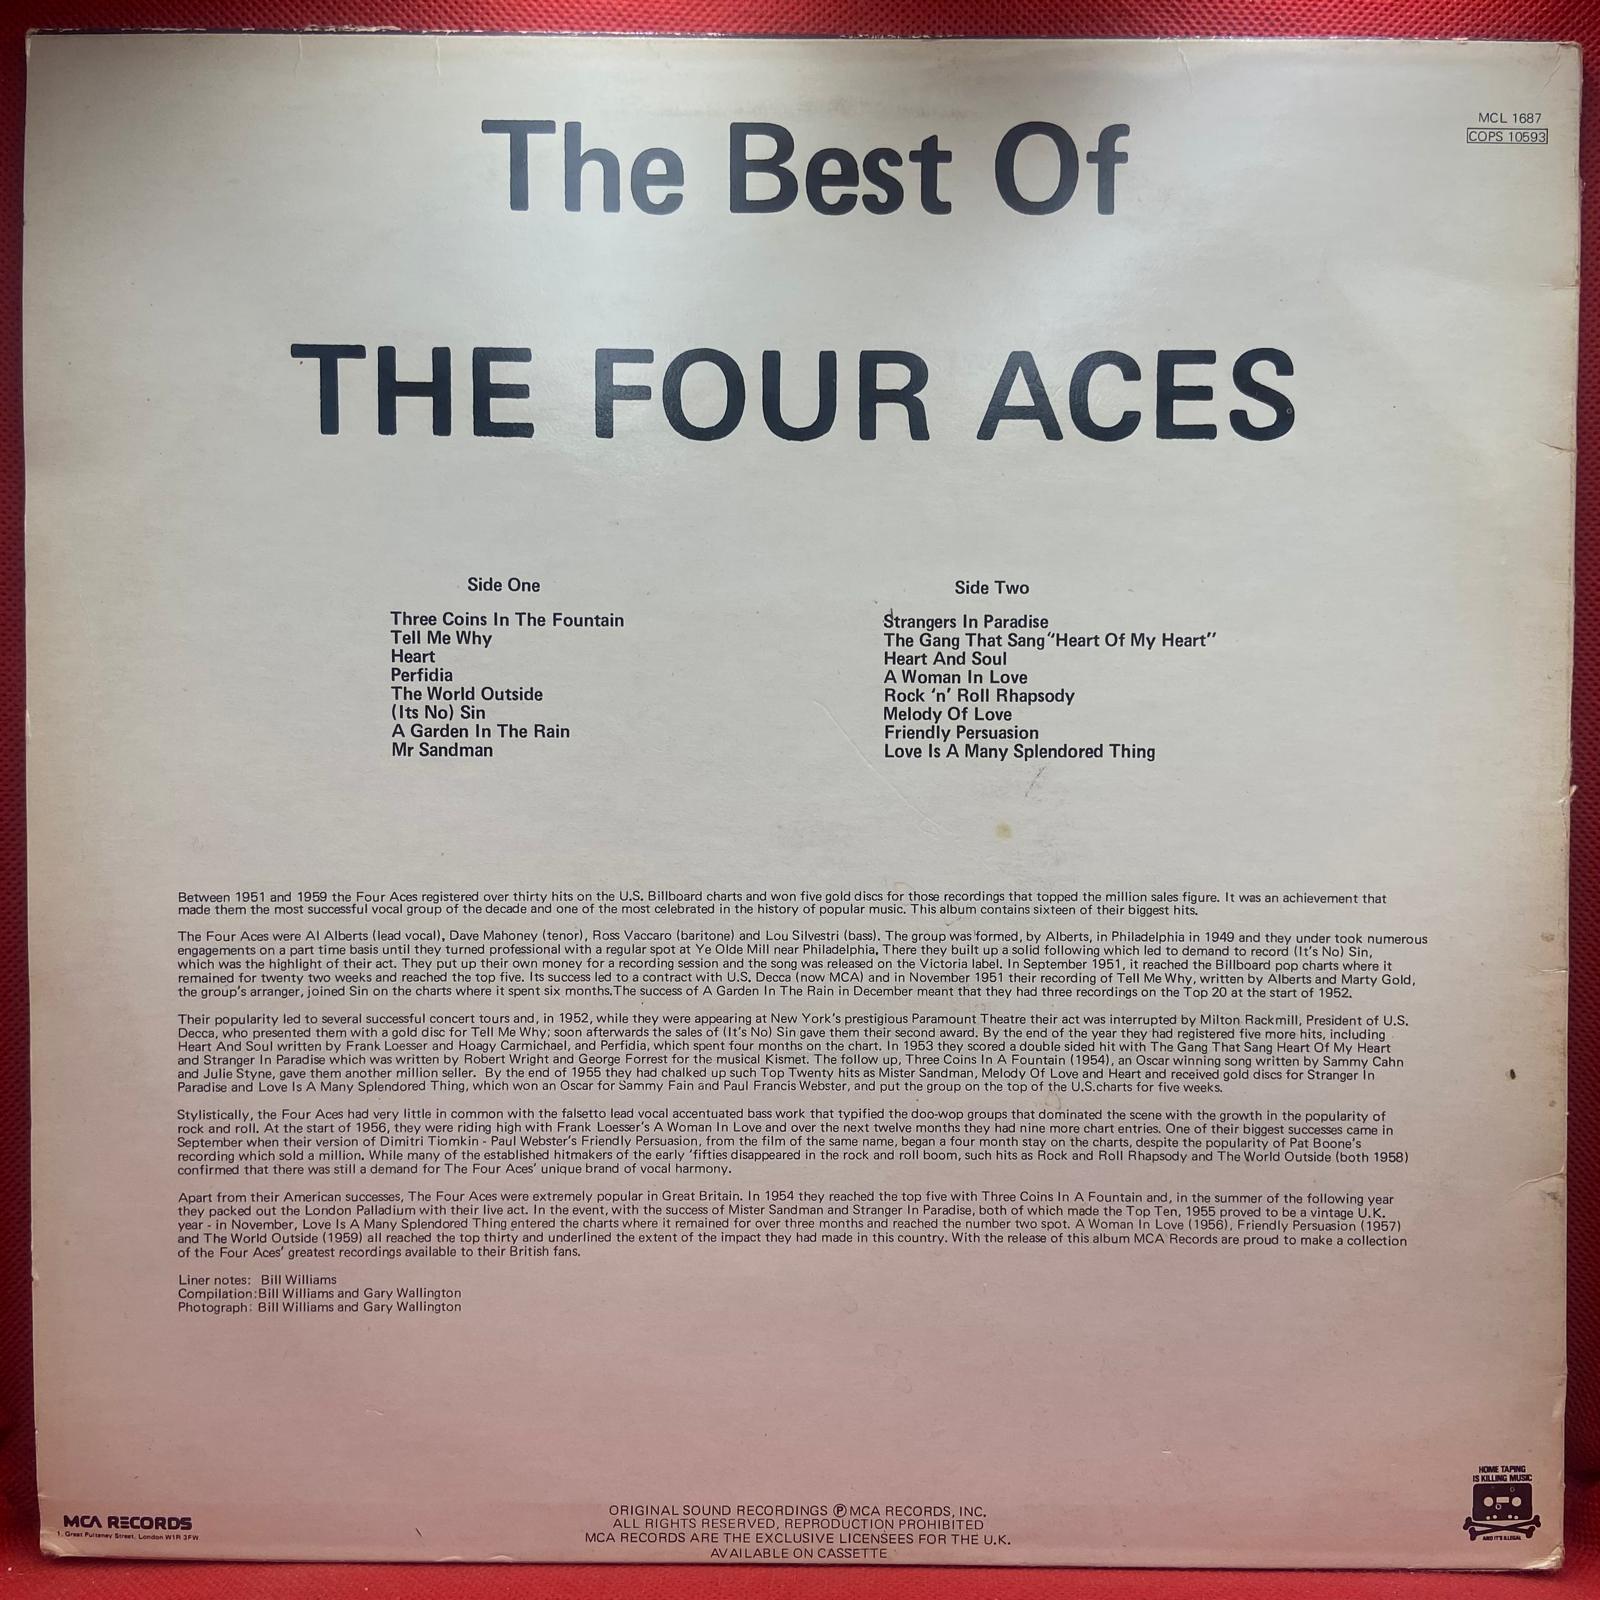 The Best Of
MCL 1687
COPS 10593
THE FOUR ACES
Side One
Three Coins In The Fountain
Tell Me Why
Heart
Perfidia
The World Outside
(Its No) Sin
A Garden In The Rain
Mr Sandman
Side Two
Strangers In Paradise
The Gang That Sang "Heart Of My Heart"
Heart And Soul
A Woman In Love
Rock 'n' Roll Rhapsody
Melody Of Love
Friendly Persuasion
Love Is A Many Splendored Thing
Between 1951 and 1959 the Four Aces registered over thirty hits on the U.S. Billboard charts and won five gold discs for those recordings that topped the million sales figure. It was an achievement that
made them the most successful vocal group of the decade and one of the most celebrated in the history of popular music. This album contains sixteen of their biggest hits.
The Four Aces were Al Alberts (lead vocal), Dave Mahoney (tenor), Ross Vaccaro (baritone) and Lou Silvestri (bass). The group was formed, by Alberts, in Philadelphia in 1949 and they under took numerous
engagements on a part time basis until they turned professional with a regular spot at Ye Olde Mill near Philadelphia. There they built up a solid following which led to demand to record (It's No) Sin,
which was the highlight of their act. They put up their own money for a recording session and the song was released on the Victoria label. In September 1951, it reached the Billboard pop charts where it
remained for twenty two weeks and reached the top five. Its success led to a contract with U.S. Decca (now MCA) and in November 1951 their recording of Tell Me Why, written by Alberts and Marty Gold,
the group's arranger, joined Sin on the charts where it spent six months.The success of A Garden In The Rain in December meant that they had three recordings on the Top 20 at the start of 1952.
Their popularity led to several successful concert tours and, in 1952, while they were appearing at New York's prestigious Paramount Theatre their act was interrupted by Milton Rackmill, President of U.S.
Decca, who presented them with a gold disc for Tell Me Why; soon afterwards the sales of (It's No) Sin gave them their second award. By the end of the year they had registered five more hits, including
Heart And Soul written by Frank Loesser and Hoagy Carmichael, and Perfidia, which spent four months on the chart. In 1953 they scored a double sided hit with The Gang That Sang Heart Of My Heart
and Stranger In Paradise which was written by Robert Wright and George Forrest for the musical Kismet. The follow up, Three Coins In A Fountain (1954), an Oscar winning song written by Sammy Cahn
and Julie Styne, gave them another million seller. By the end of 1955 they had chalked up such Top Twenty hits as Mister Sandman, Melody Of Love and Heart and received gold discs for Stranger In
Paradise and Love Is A Many Splendored Thing, which won an Oscar for Sammy Fain and Paul Francis Webster, and put the group on the top of the U.S.charts for five weeks.
Stylistically, the Four Aces had very little in common with the falsetto lead vocal accentuated bass work that typified the doo-wop groups that dominated the scene with the growth in the popularity of
rock and roll. At the start of 1956, they were riding high with Frank Loesser's A Woman In Love and over the next twelve months they had nine more chart entries. One of their biggest successes came in
September when their version of Dimitri Tiomkin - Paul Webster's Friendly Persuasion, from the film of the same name, began a four month stay on the charts, despite the popularity of Pat Boone's
recording which sold a million. While many of the established hitmakers of the early 'fifties disappeared in the rock and roll boom, such hits as Rock and Roll Rhapsody and The World Outside (both 1958)
confirmed that there was still a demand for The Four Aces' unique brand of vocal harmony.
Apart from their American successes, The Four Aces were extremely popular in Great Britain. In 1954 they reached the top five with Three Coins In A Fountain and, in the summer of the following year
they packed out the London Palladium with their live act. In the event, with the success of Mister Sandman and Stranger In Paradise, both of which made the Top Ten, 1955 proved to be a vintage U.K.
year - in November, Love Is A Many Splendored Thing entered the charts where it remained for over three months and reached the number two spot. A Woman In Love (1956), Friendly Persuasion (1957)
and The World Outside (1959) all reached the top thirty and underlined the extent of the impact they had made in this country. With the release of this album MCA Records are proud to make a collection
of the Four Aces' greatest recordings available to their British fans.
Liner notes: Bill Williams
Compilation: Bill Williams and Gary Wallington
Photograph: Bill Williams and Gary Wallington
MCA RECORDS
1, Great Pulteney Street, London W1R 3FW
ORIGINAL SOUND RECORDINGS ℗ MCA RECORDS, INC.
ALL RIGHTS RESERVED, REPRODUCTION PROHIBITED
MCA RECORDS ARE THE EXCLUSIVE LICENSEES FOR THE U.K.
AVAILABLE ON CASSETTE
HOME TAPING
IS KILLING MUSIC
AND IT'S ILLEGAL